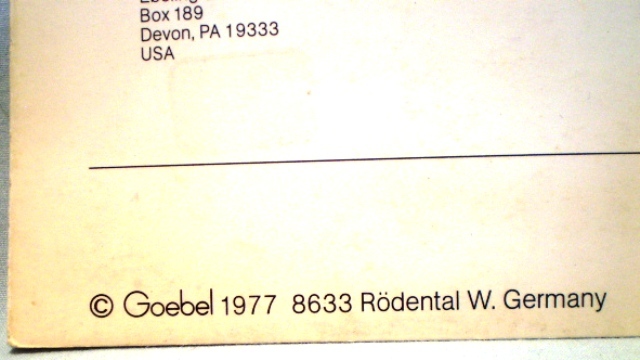 Box 189
Devon, PA 19333
USA
© Goebel 1977 8633 Rödental W. Germany